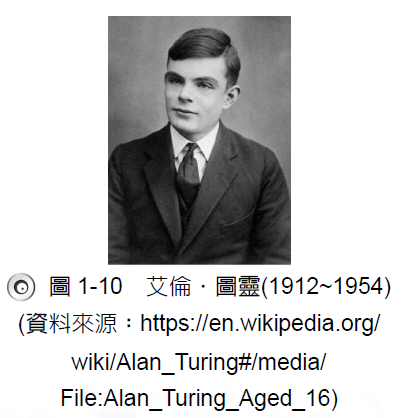 圖 1-10 艾倫．圖靈(1912~1954)
(資料來源：https://en.wikipedia.org/
wiki/Alan_Turing#/media/
File:Alan_Turing_Aged_16)